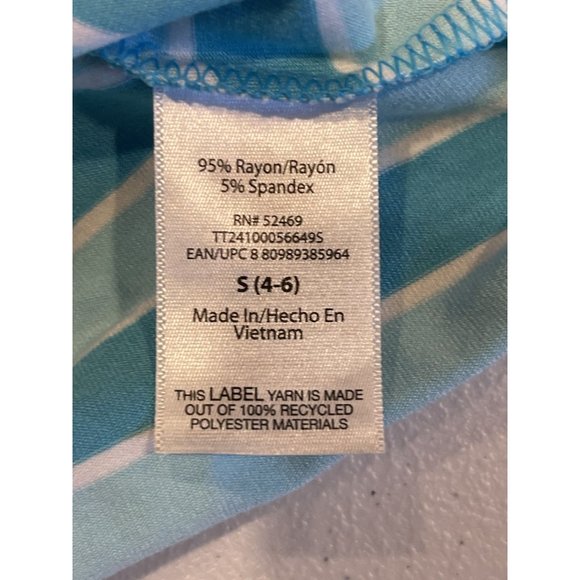 95% Rayon/Rayón
5% Spandex
RN# 52469
TT24100056649S
EAN/UPC 8 80989385964
S (4-6)
Made In/Hecho En
Vietnam
THIS LABEL YARN IS MADE
OUT OF 100% RECYCLED
POLYESTER MATERIALS